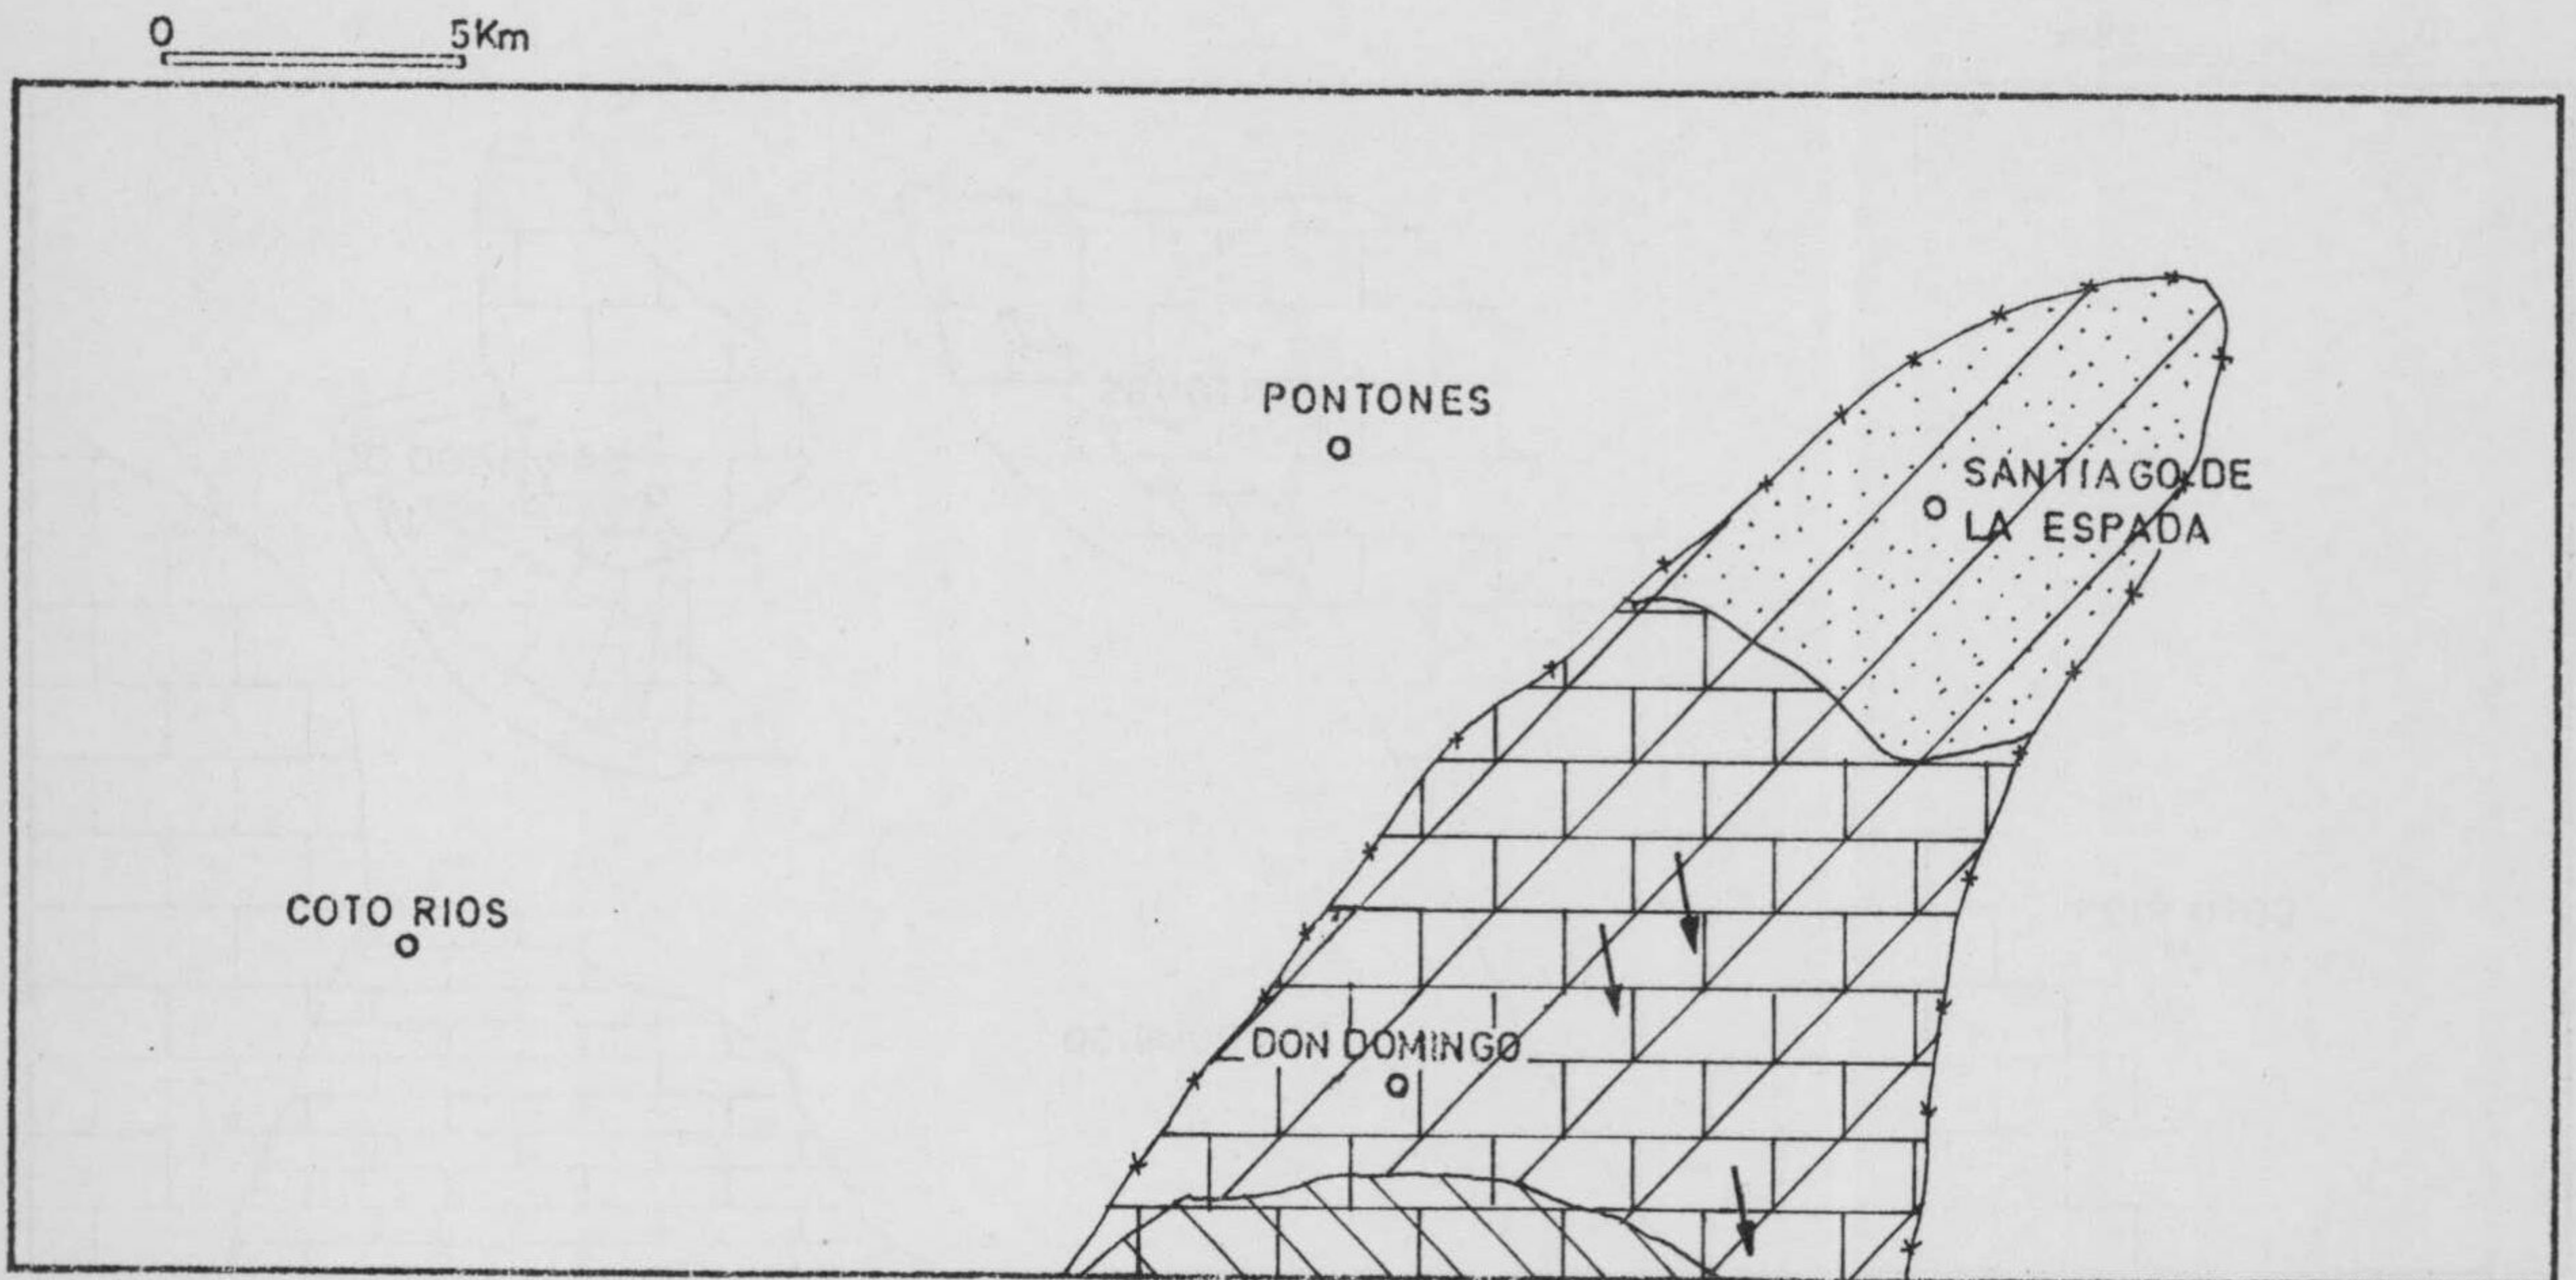 0 5Km
PONTONES
SANTIAGO DE
LA ESPADA
COTO RIOS
DON DOMINGO